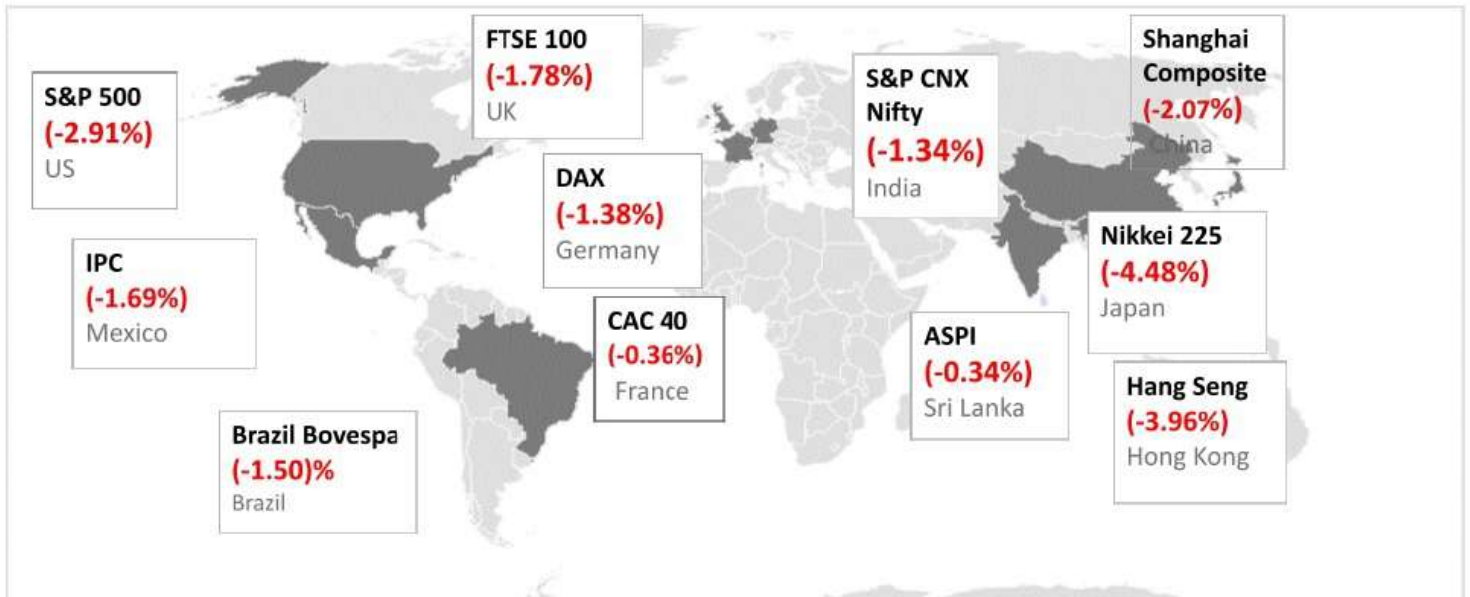 S&P 500
(-2.91%)
US
FTSE 100
(-1.78%)
UK
S&P CNX
Nifty
(-1.34%)
India
Shanghai
Composite
(-2.07%)
China
DAX
(-1.38%)
Germany
IPC
(-1.69%)
Mexico
Nikkei 225
(-4.48%)
Japan
CAC 40
(-0.36%)
France
ASPI
(-0.34%)
Sri Lanka
Hang Seng
(-3.96%)
Hong Kong
Brazil Bovespa
(-1.50)%
Brazil